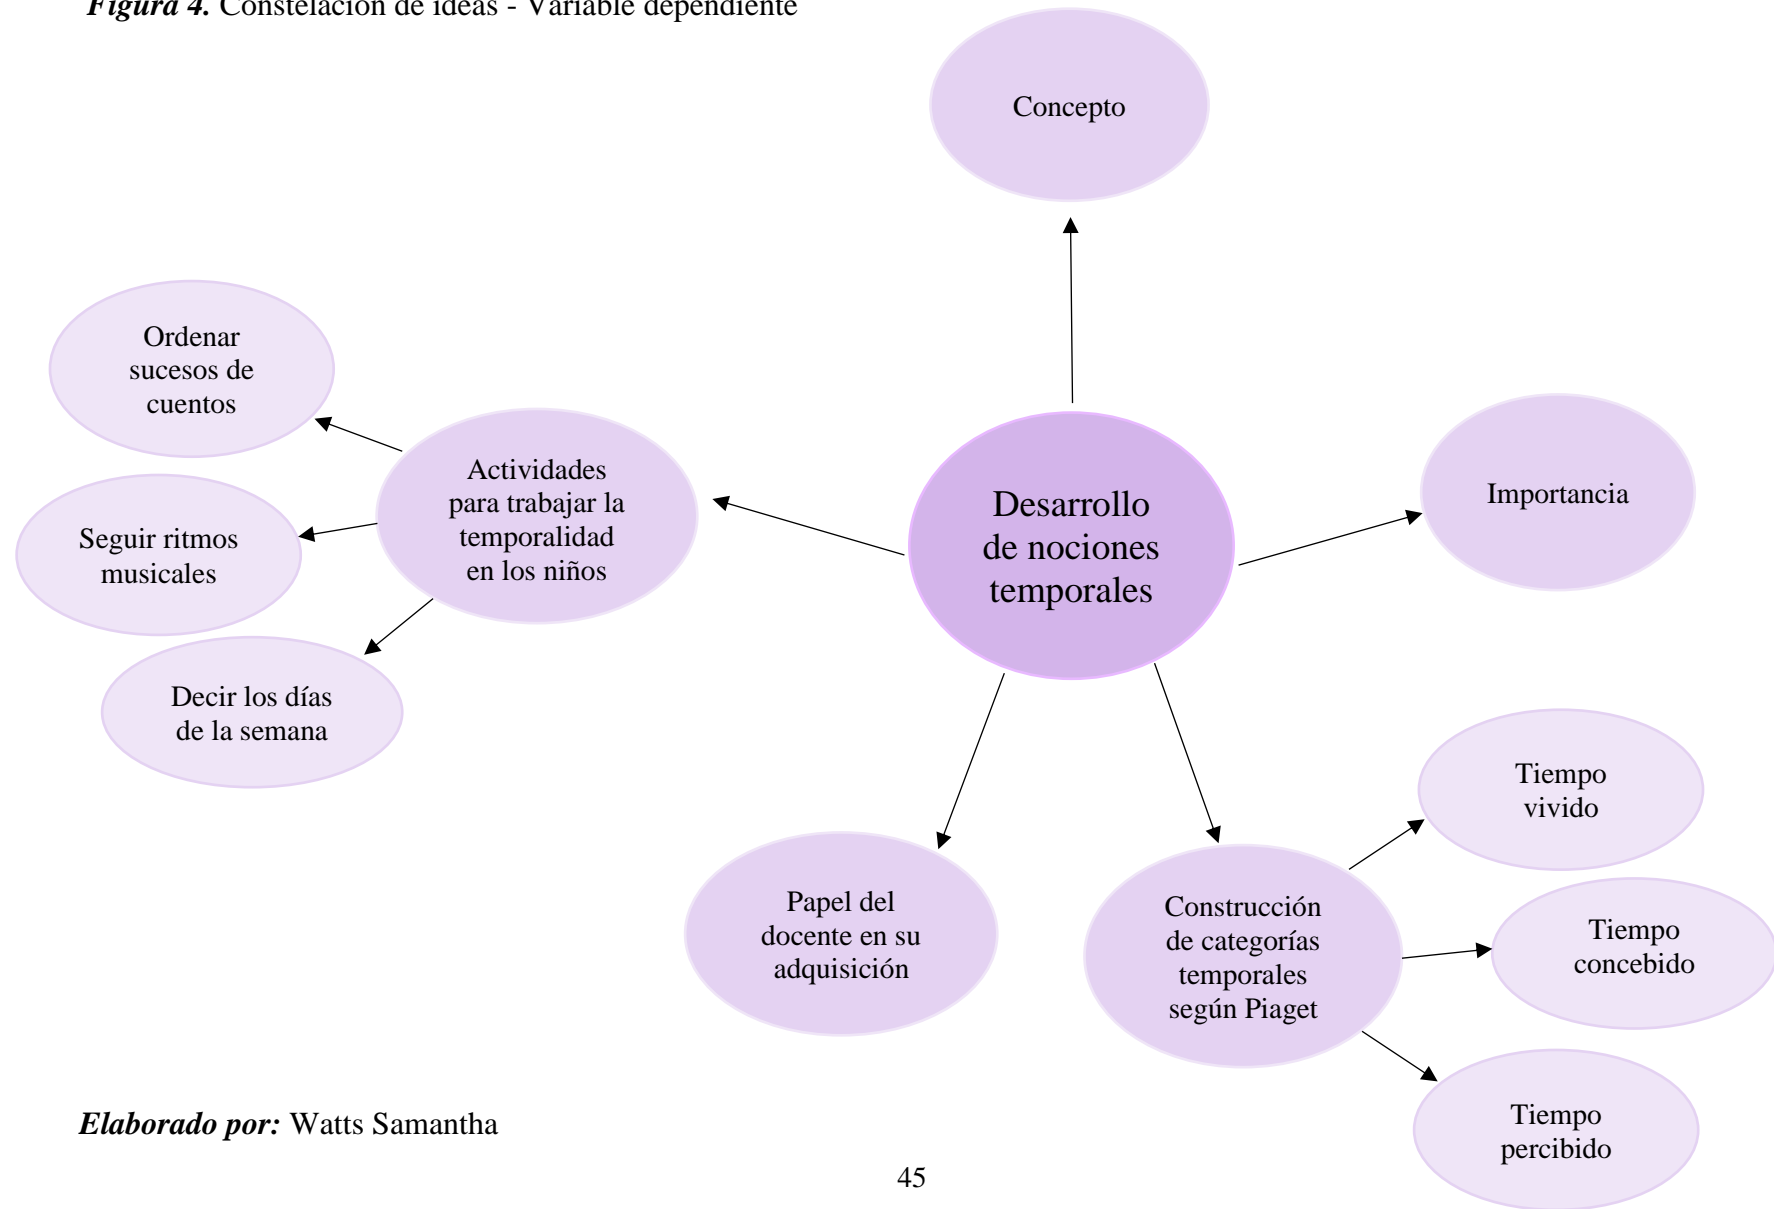 Figura 4. Constelación de ideas - Variable dependiente
Concepto
Importancia
Desarrollo
de nociones
temporales
Actividades
para trabajar la
temporalidad
en los niños
Ordenar
sucesos de
cuentos
Seguir ritmos
musicales
Decir los días
de la semana
Papel del
docente en su
adquisición
Construcción
de categorías
temporales
según Piaget
Tiempo
vivido
Tiempo
concebido
Tiempo
percibido
Elaborado por: Watts Samantha
45